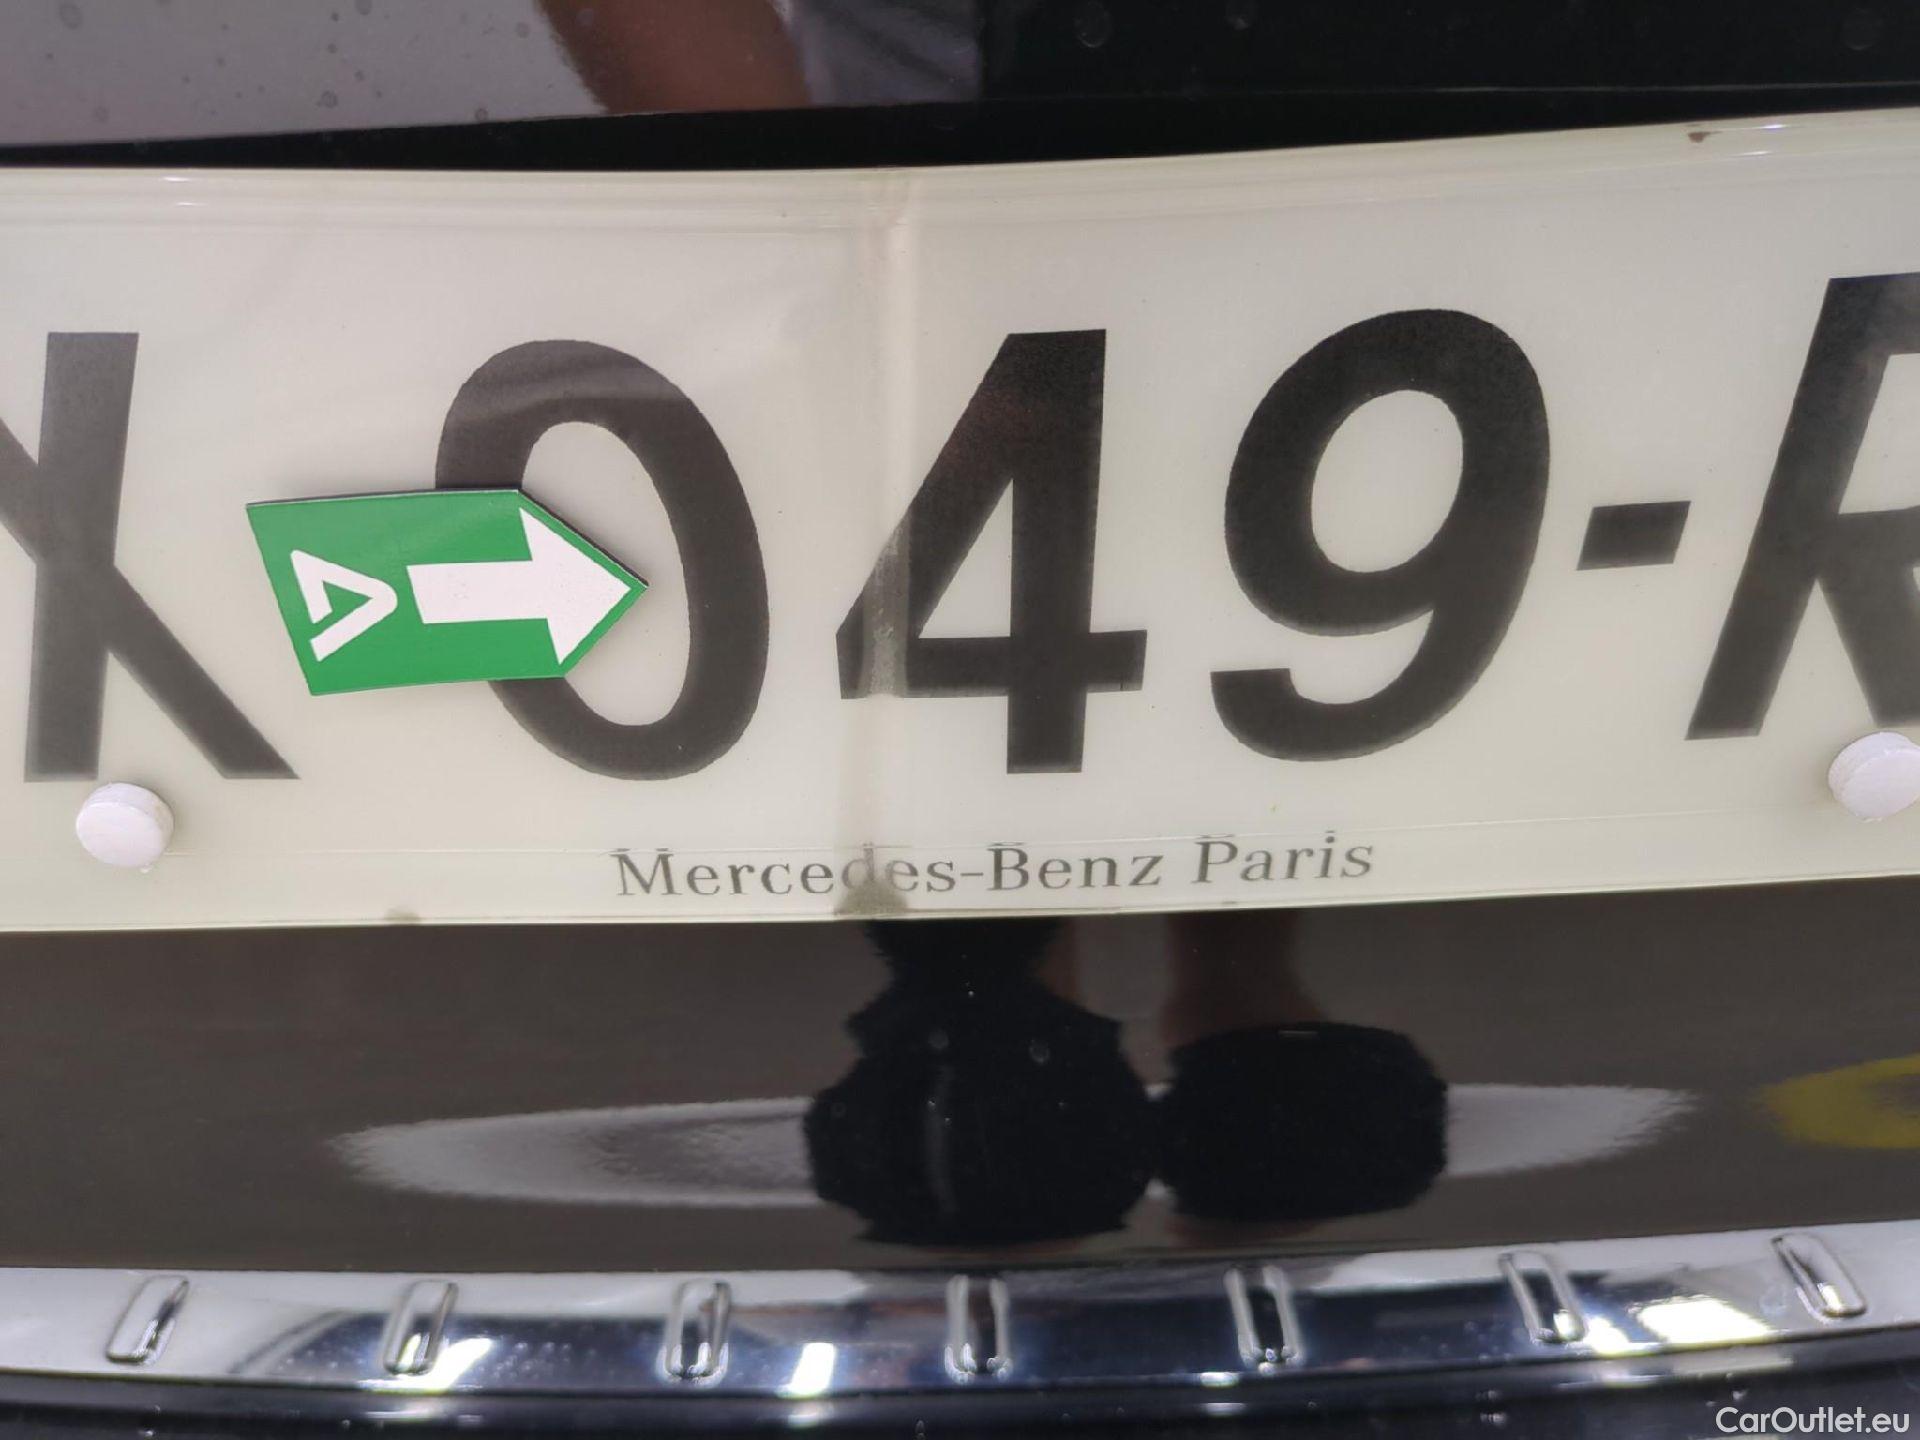 X 049-R
Mercedes-Benz Paris
CarOutlet.eu